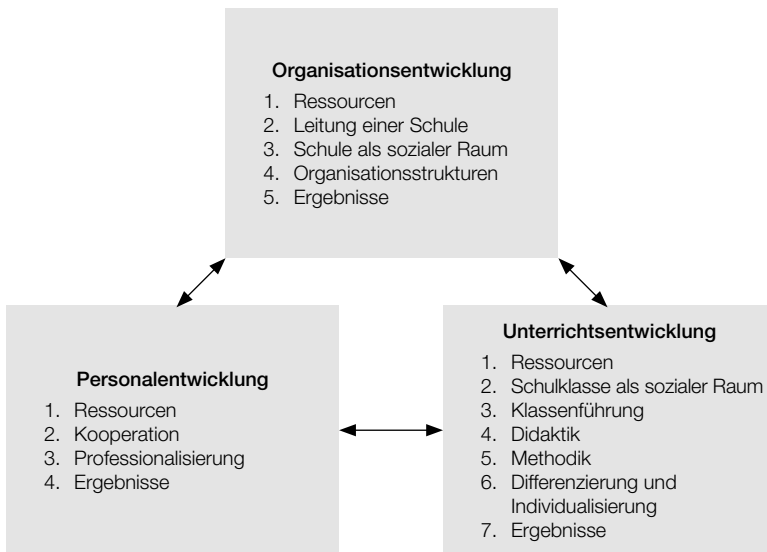 Organisationsentwicklung
1. Ressourcen
2. Leitung einer Schule
3. Schule als sozialer Raum
4. Organisationsstrukturen
5. Ergebnisse
Personalentwicklung
1. Ressourcen
2. Kooperation
3. Professionalisierung
4. Ergebnisse
Unterrichtsentwicklung
1. Ressourcen
2. Schulklasse als sozialer Raum
3. Klassenführung
4. Didaktik
5. Methodik
6. Differenzierung und
Individualisierung
7. Ergebnisse